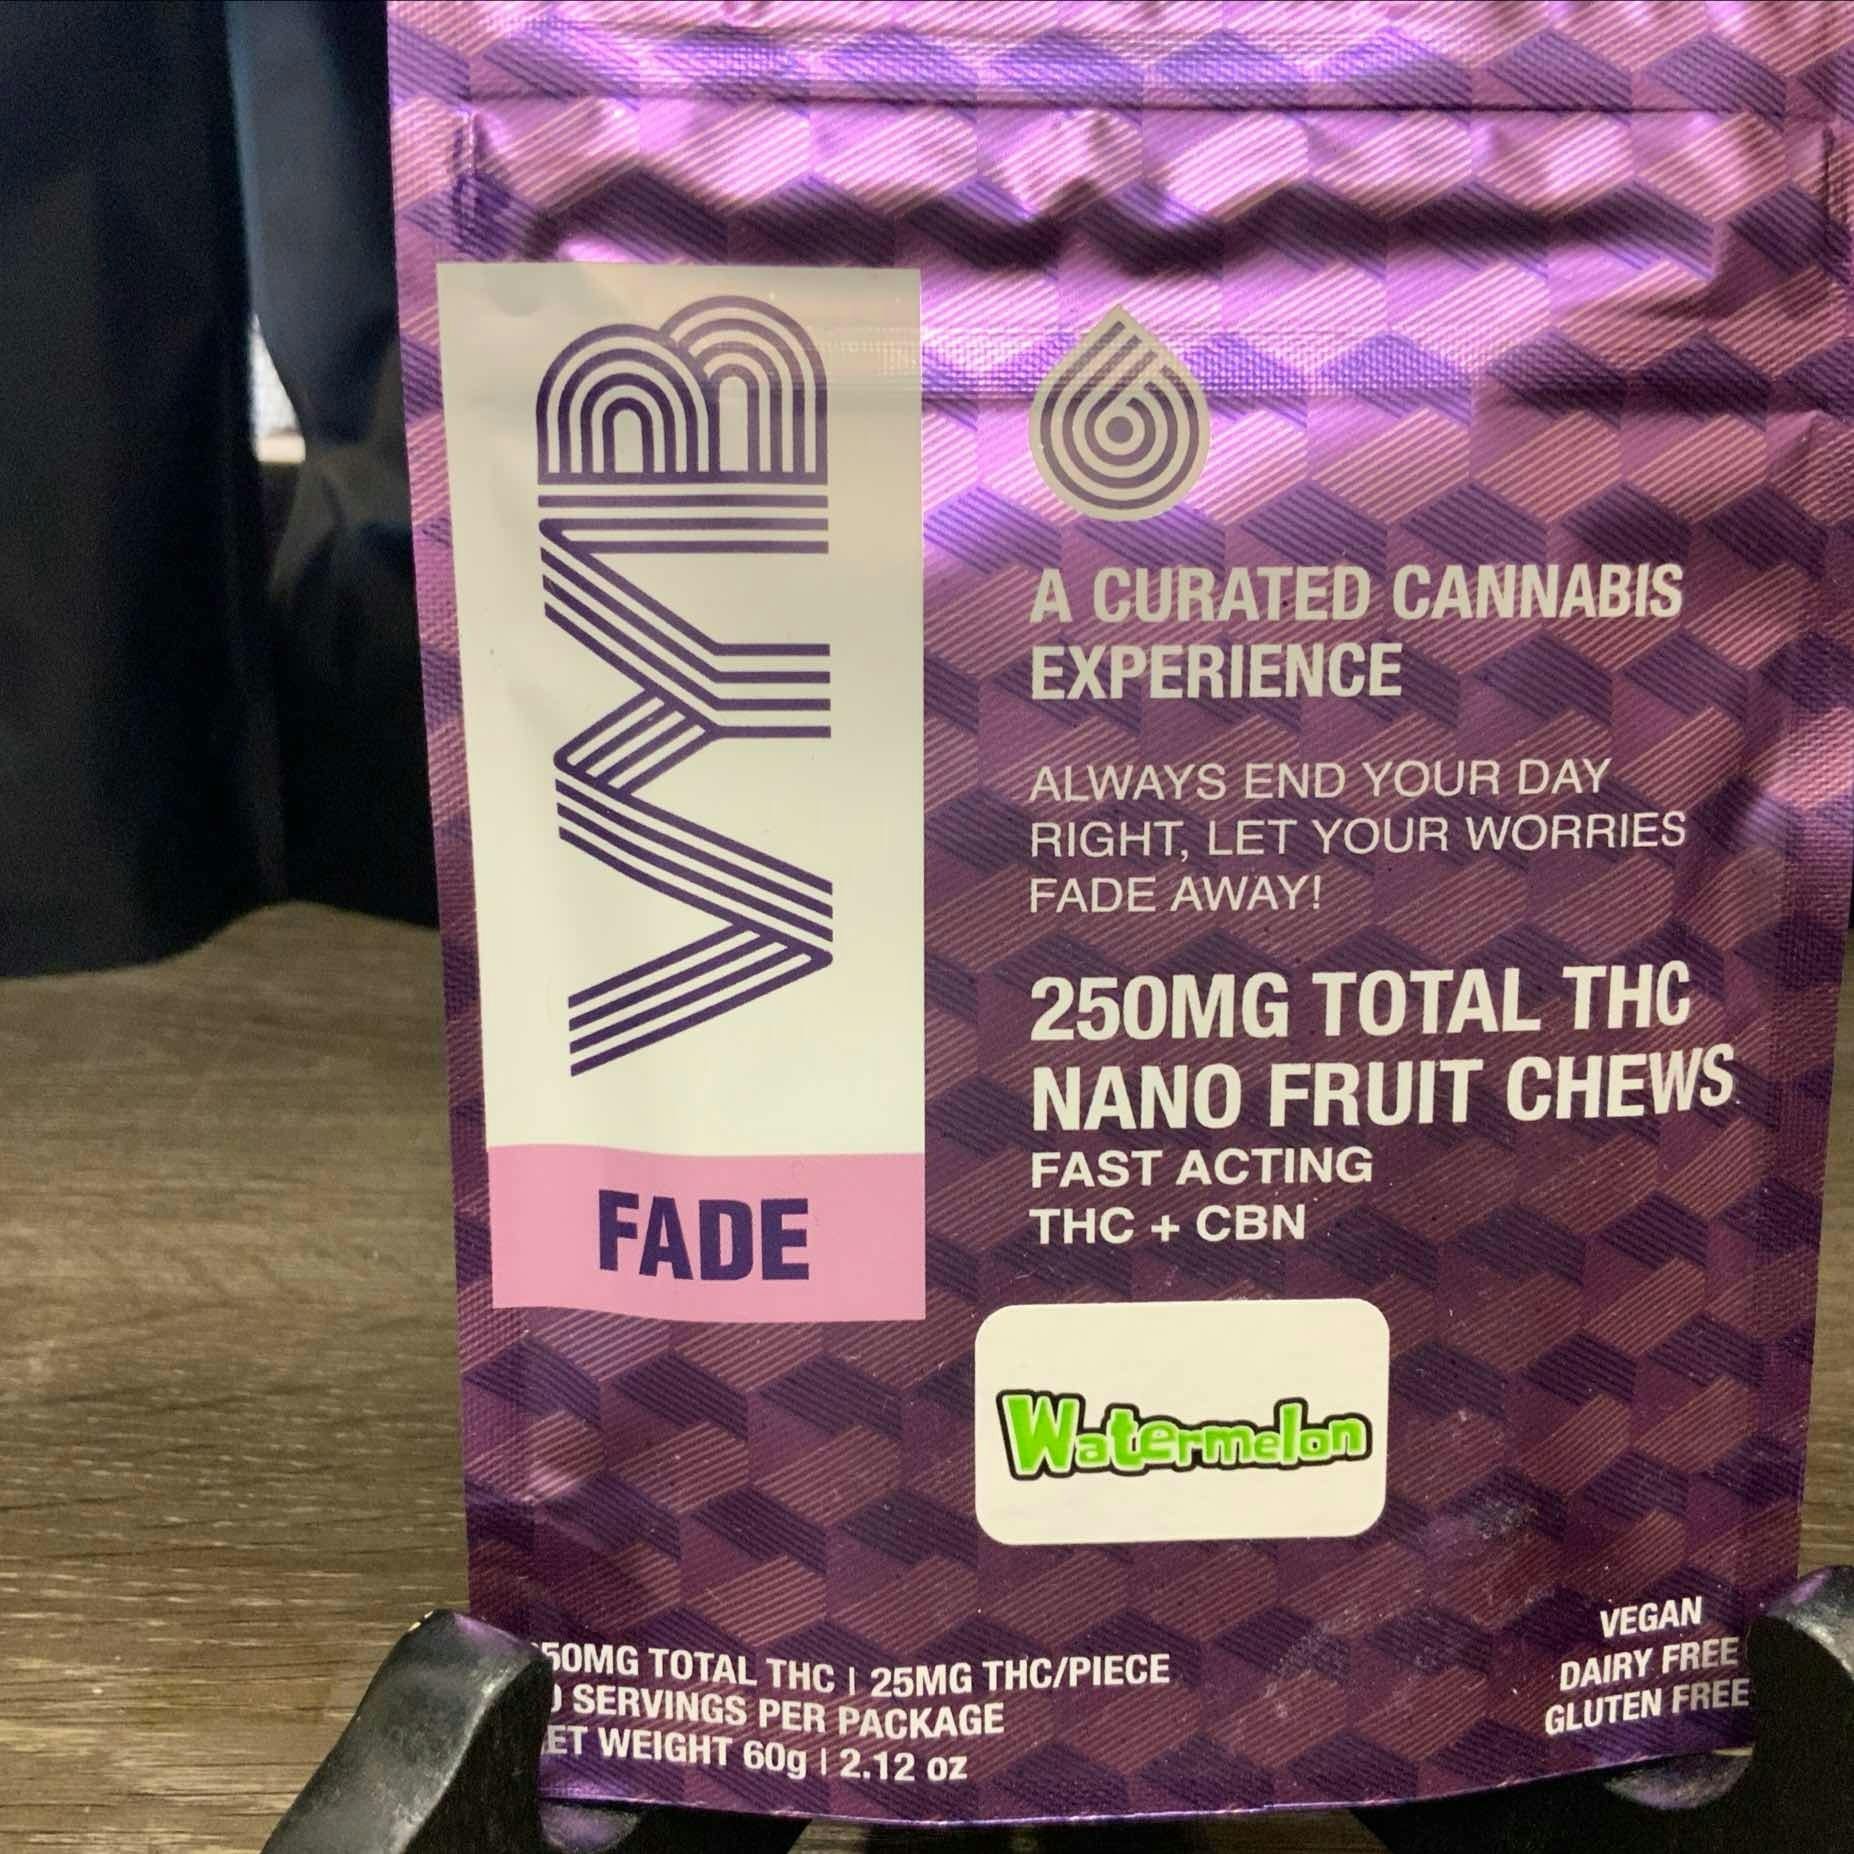 FADE
A CURATED CANNABIS
EXPERIENCE
ALWAYS END YOUR DAY
RIGHT, LET YOUR WORRIES
FADE AWAY!
250MG TOTAL THC
NANO FRUIT CHEWS
FAST ACTING
THC + CBN
Watermelon
50MG TOTAL THC | 25MG THC/PIECE
SERVINGS PER PACKAGE
ET WEIGHT 60g | 2.12 oz
VEGAN
DAIRY FREE
GLUTEN FREE